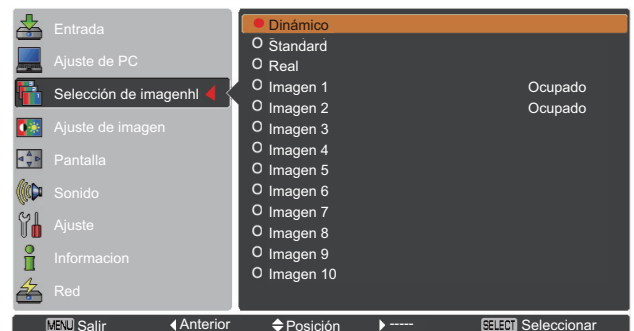 Entrada
Ajuste de PC
Selección de imagenhl
Ajuste de imagen
Pantalla
Sonido
Ajuste
Informacion
Red
Dinámico
Standard
Real
Imagen 1 Ocupado
Imagen 2 Ocupado
Imagen 3
Imagen 4
Imagen 5
Imagen 6
Imagen 7
Imagen 8
Imagen 9
Imagen 10
MENU Salir Anterior Posición ----- SELECT Seleccionar